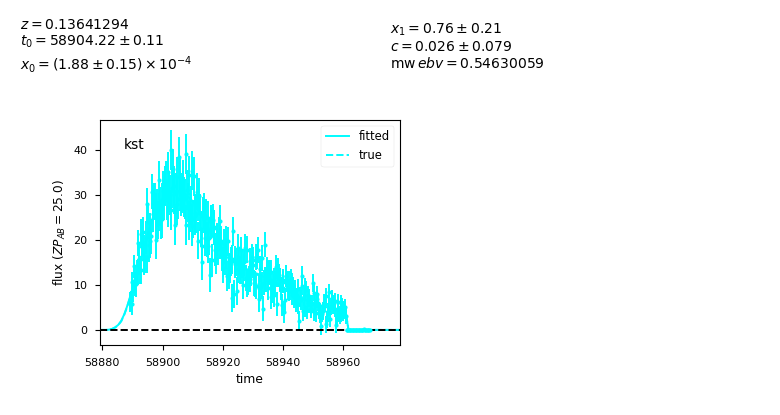 z = 0.13641294
t₀ = 58904.22 ± 0.11
x₀ = (1.88 ± 0.15) × 10⁻⁴
x₁ = 0.76 ± 0.21
c = 0.026 ± 0.079
mw ebv = 0.54630059
kst
fitted
true
flux (ZP_AB = 25.0)
40
30
20
10
0
58880 58900 58920 58940 58960
time